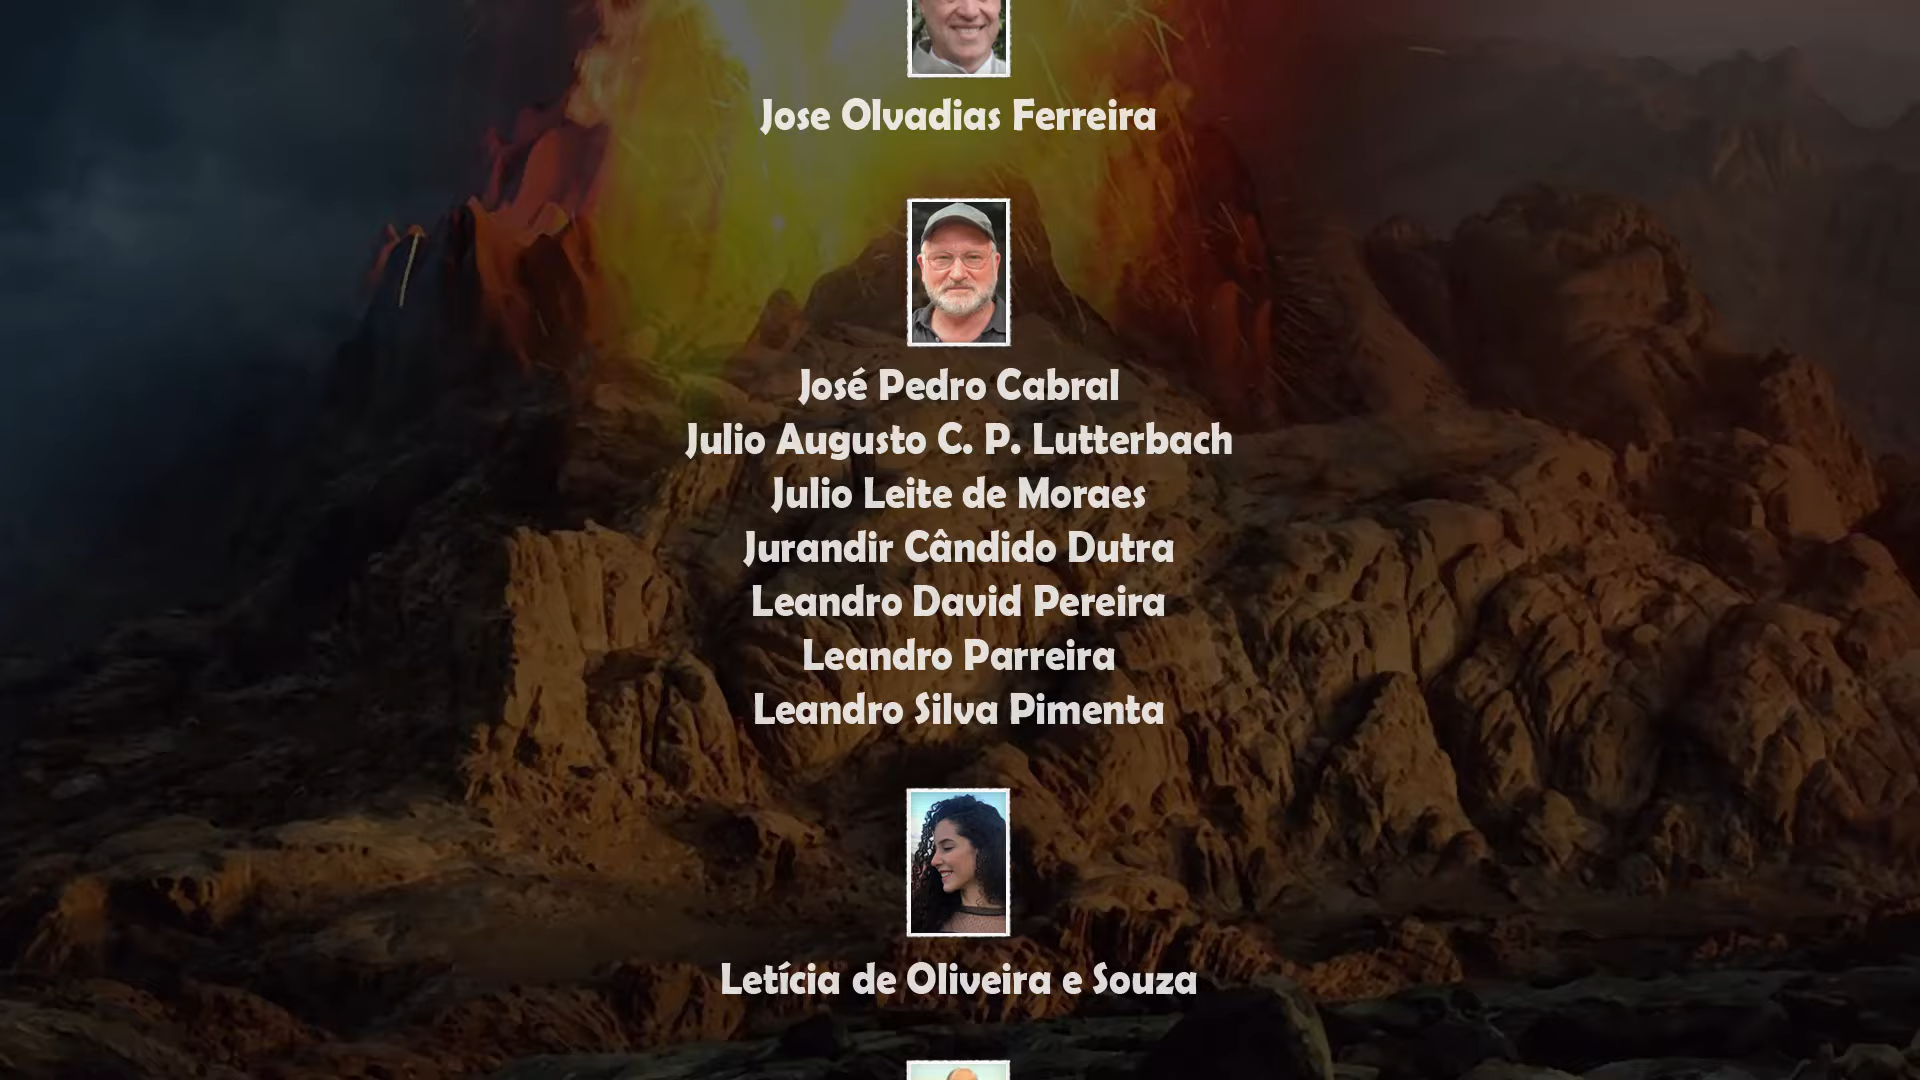 Jose Olvadias Ferreira
José Pedro Cabral
Julio Augusto C. P. Lutterbach
Julio Leite de Moraes
Jurandir Cândido Dutra
Leandro David Pereira
Leandro Parreira
Leandro Silva Pimenta
Letícia de Oliveira e Souza